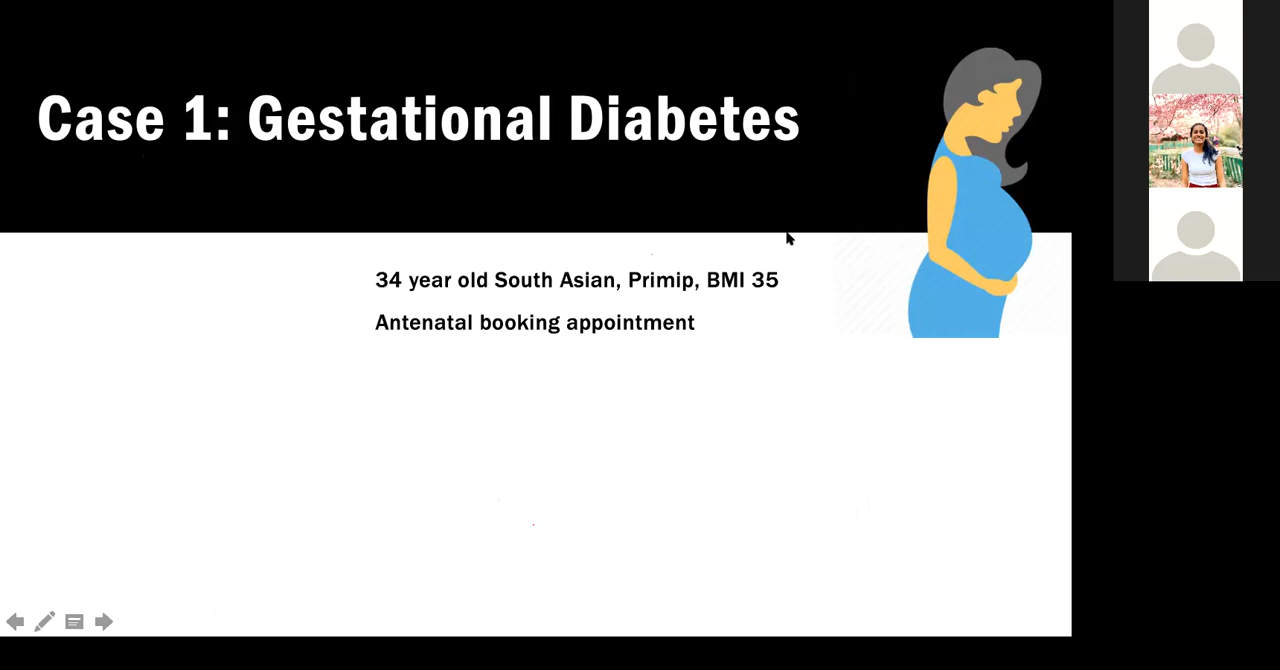 Case 1: Gestational Diabetes
34 year old South Asian, Primip, BMI 35
Antenatal booking appointment